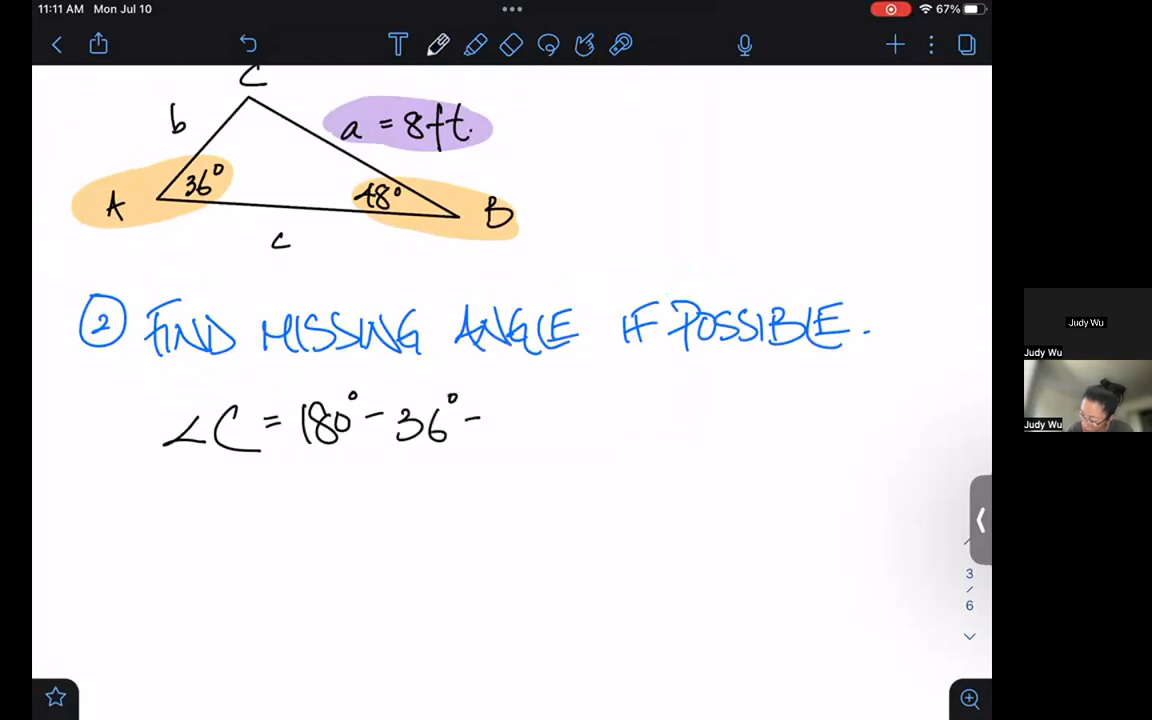 11:11 AM Mon Jul 10
67%
T
C
b
a = 8ft.
36°
48°
A
B
c
② FIND MISSING ANGLE IF POSSIBLE.
∠C = 180° - 36° -
Judy Wu
Judy Wu
Judy Wu
3
/
6